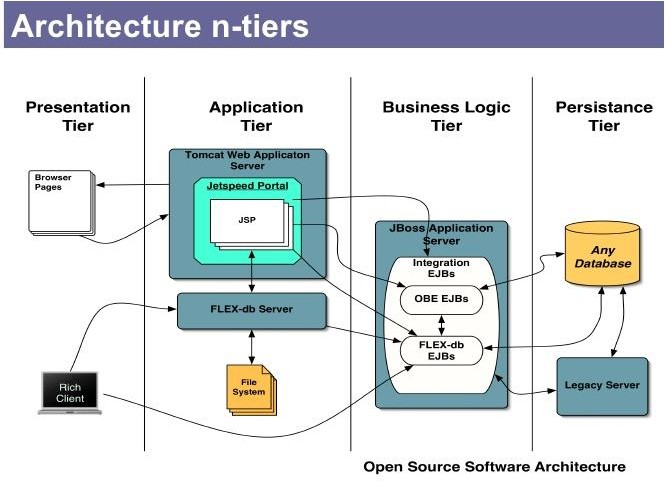 Architecture n-tiers
Presentation
Tier
Application
Tier
Business Logic
Tier
Persistance
Tier
Browser
Pages
Tomcat Web Applicaton
Server
Jetspeed Portal
JSP
FLEX-db Server
File
System
Rich
Client
JBoss Application
Server
Integration
EJBs
OBE EJBs
FLEX-db
EJBs
Any
Database
Legacy Server
Open Source Software Architecture